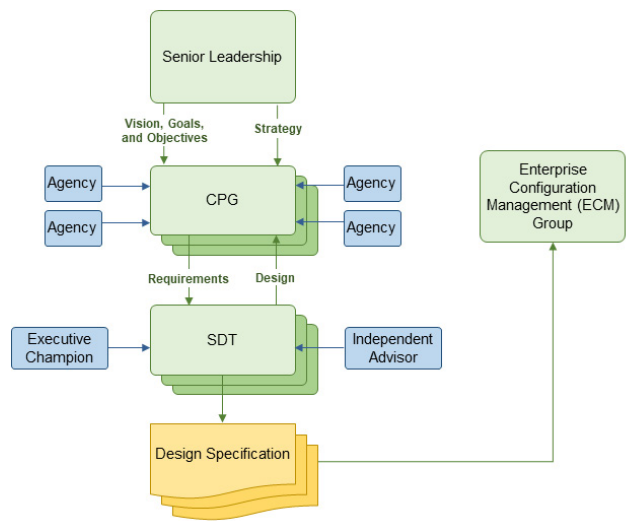 Senior Leadership
Vision, Goals,
and Objectives
Strategy
Agency
Agency
CPG
Agency
Agency
Enterprise
Configuration
Management (ECM)
Group
Requirements
Design
Executive
Champion
SDT
Independent
Advisor
Design Specification